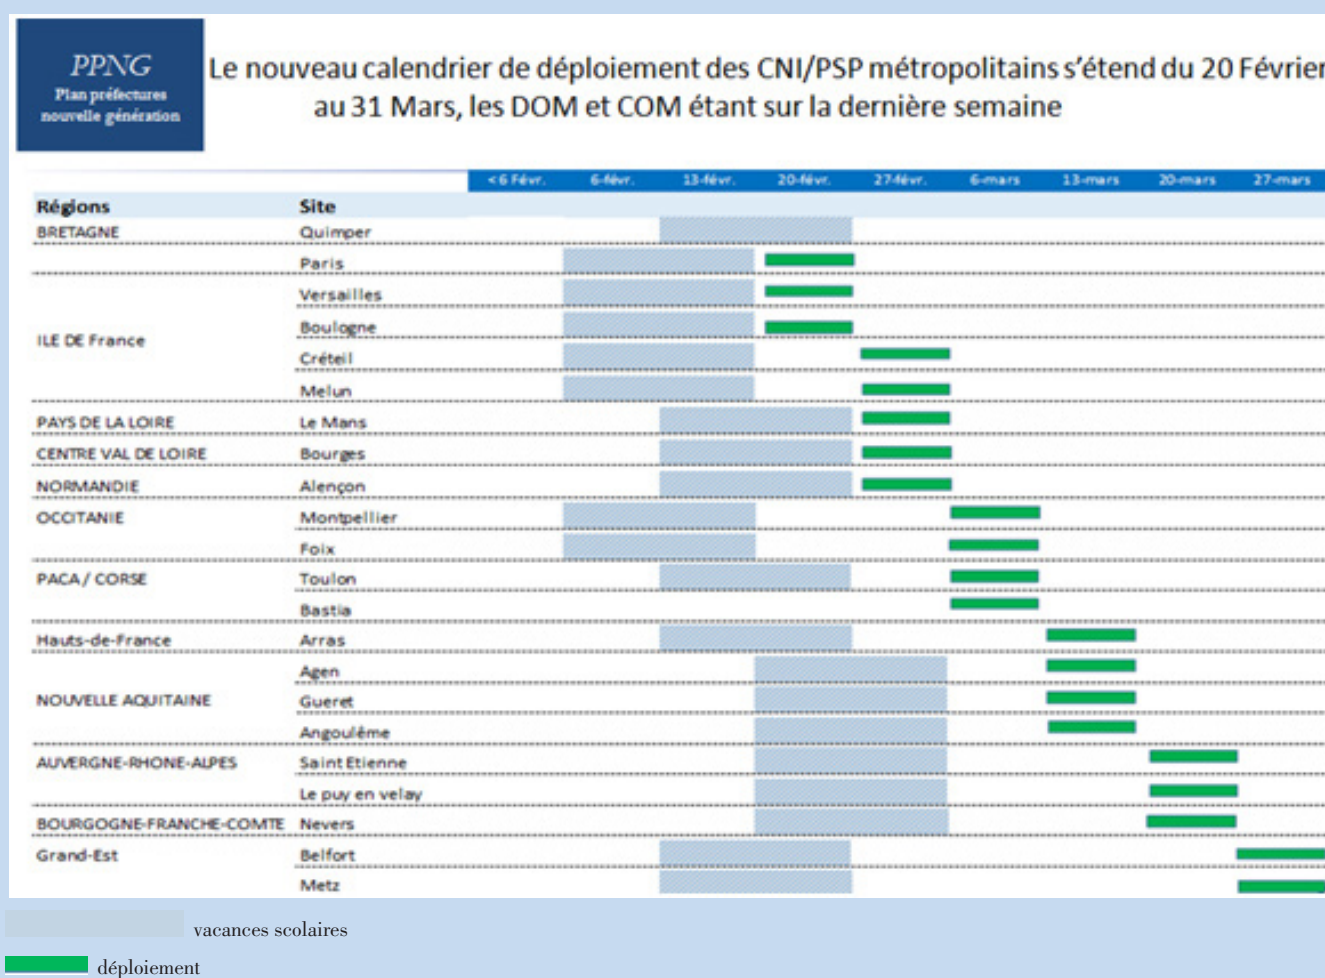 PPNG
Plan préfectures
nouvelle génération
Le nouveau calendrier de déploiement des CNI/PSP métropolitains s'étend du 20 Février
au 31 Mars, les DOM et COM étant sur la dernière semaine
<6 Févr. 6-févr. 13-févr. 20-févr. 27-févr. 6-mars 13-mars 20-mars 27-mars
Régions Site
BRETAGNE Quimper
Paris
Versailles
Boulogne
ILE DE France
Créteil
Melun
PAYS DE LA LOIRE Le Mans
CENTRE VAL DE LOIRE Bourges
NORMANDIE Alençon
OCCITANIE Montpellier
Foix
PACA / CORSE Toulon
Bastia
Hauts-de-France Arras
Agen
NOUVELLE AQUITAINE Gueret
Angoulême
AUVERGNE-RHONE-ALPES Saint Etienne
Le puy en velay
BOURGOGNE-FRANCHE-COMTE Nevers
Grand-Est Belfort
Metz
vacances scolaires
déploiement